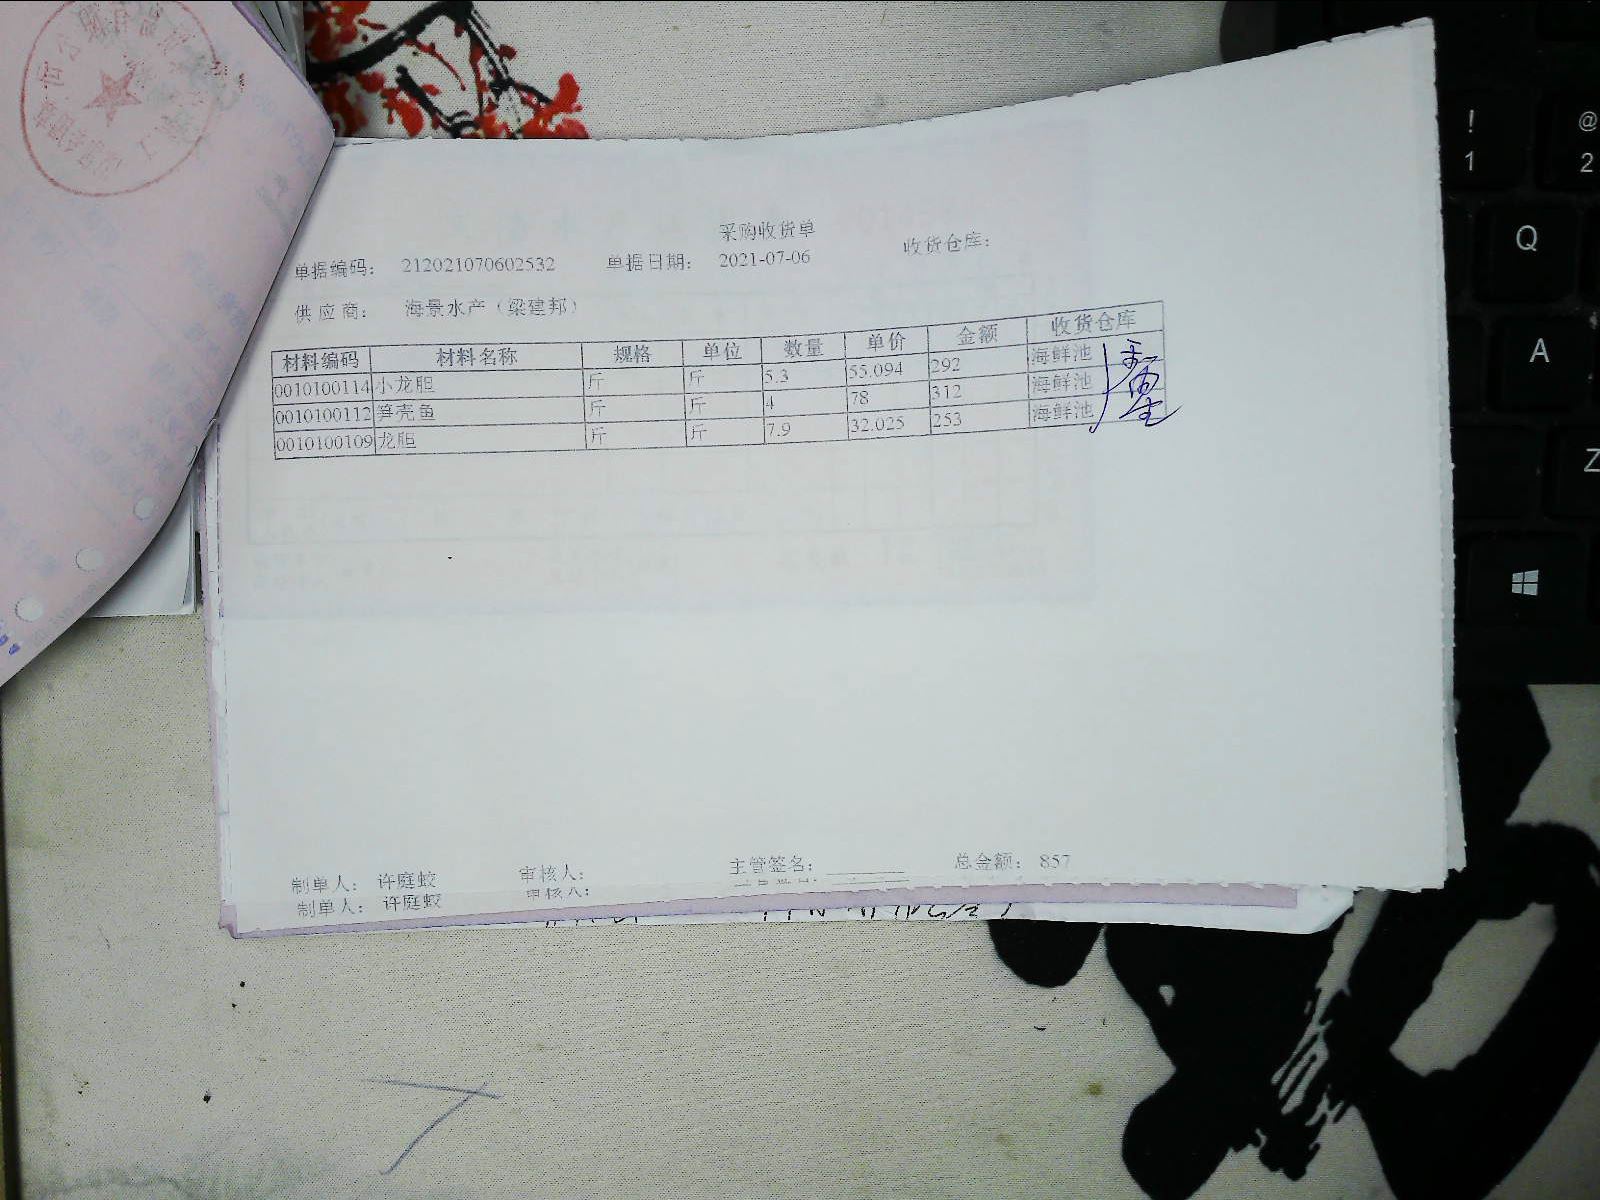 采购收货单
单据编码： 212021070602532 单据日期： 2021-07-06 收货仓库：
供应商： 海景水产（梁建邦）
材料编码 材料名称 规格 单位 数量 单价 金额 收货仓库
0010100114 小龙胆 斤 斤 5.3 55.094 292 海鲜池
0010100112 笋壳鱼 斤 斤 4 78 312 海鲜池
0010100109 龙胆 斤 斤 7.9 32.025 253 海鲜池
制单人： 许庭蛟 审核人： 主管签名： 总金额： 857
制单人： 许庭蛟 审核人：
!
1
@
2
Q
A
Z